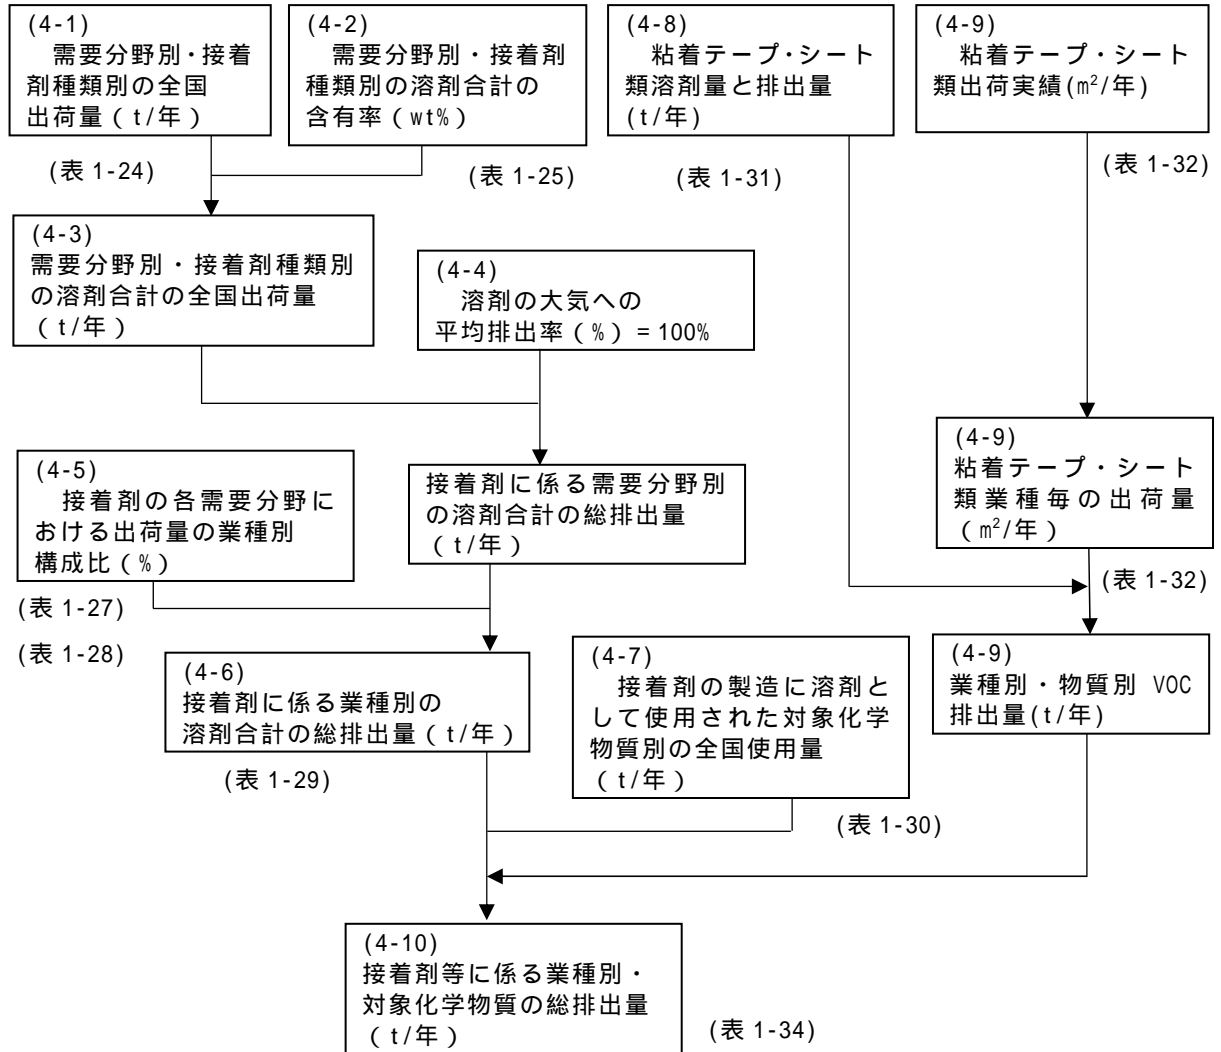 (4-1)
需要分野別・接着
剤種類別の全国
出荷量（t/年）
(4-2)
需要分野別・接着剤
種類別の溶剤合計の
含有率（wt%）
(4-8)
粘着テープ・シート
類溶剤量と排出量
(t/年)
(4-9)
粘着テープ・シート
類出荷実績(m²/年)
(表 1-24)
(表 1-25)
(表 1-31)
(表 1-32)
(4-3)
需要分野別・接着剤種類別
の溶剤合計の全国出荷量
（t/年）
(4-4)
溶剤の大気への
平均排出率（%）= 100%
(4-5)
接着剤の各需要分野に
おける出荷量の業種別
構成比（%）
接着剤に係る需要分野別
の溶剤合計の総排出量
（t/年）
(4-9)
粘着テープ・シート
類業種毎の出荷量
（m²/年）
(表 1-27)
(表 1-28)
(表 1-32)
(4-6)
接着剤に係る業種別の
溶剤合計の総排出量（t/年）
(4-7)
接着剤の製造に溶剤と
して使用された対象化学
物質別の全国使用量
（t/年）
(4-9)
業種別・物質別 VOC
排出量(t/年)
(表 1-29)
(表 1-30)
(4-10)
接着剤等に係る業種別・
対象化学物質の総排出量
（t/年）
(表 1-34)